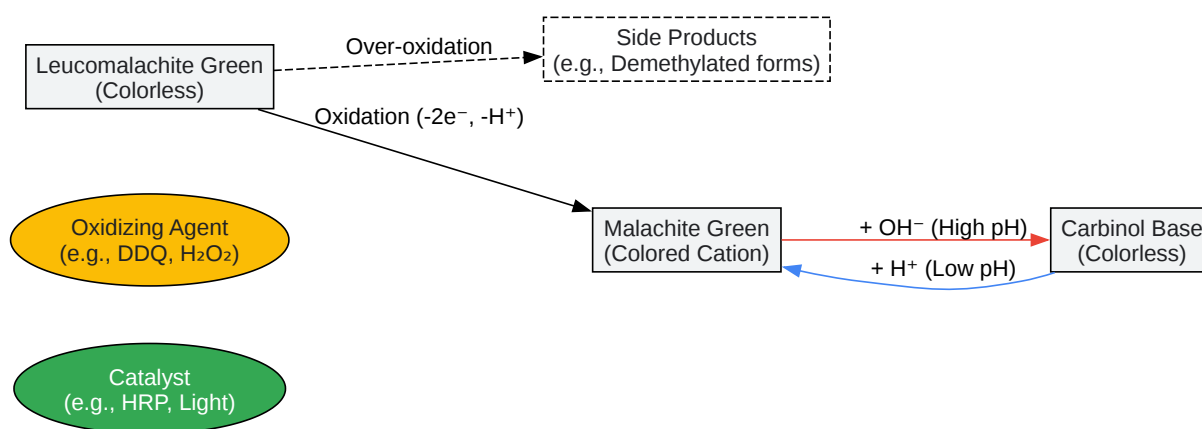 Leucomalachite Green
(Colorless)
Over-oxidation
Side Products
(e.g., Demethylated forms)
Oxidation (-2e⁻, -H⁺)
Oxidizing Agent
(e.g., DDQ, H₂O₂)
Malachite Green
(Colored Cation)
+ OH⁻ (High pH)
+ H⁺ (Low pH)
Carbinol Base
(Colorless)
Catalyst
(e.g., HRP, Light)